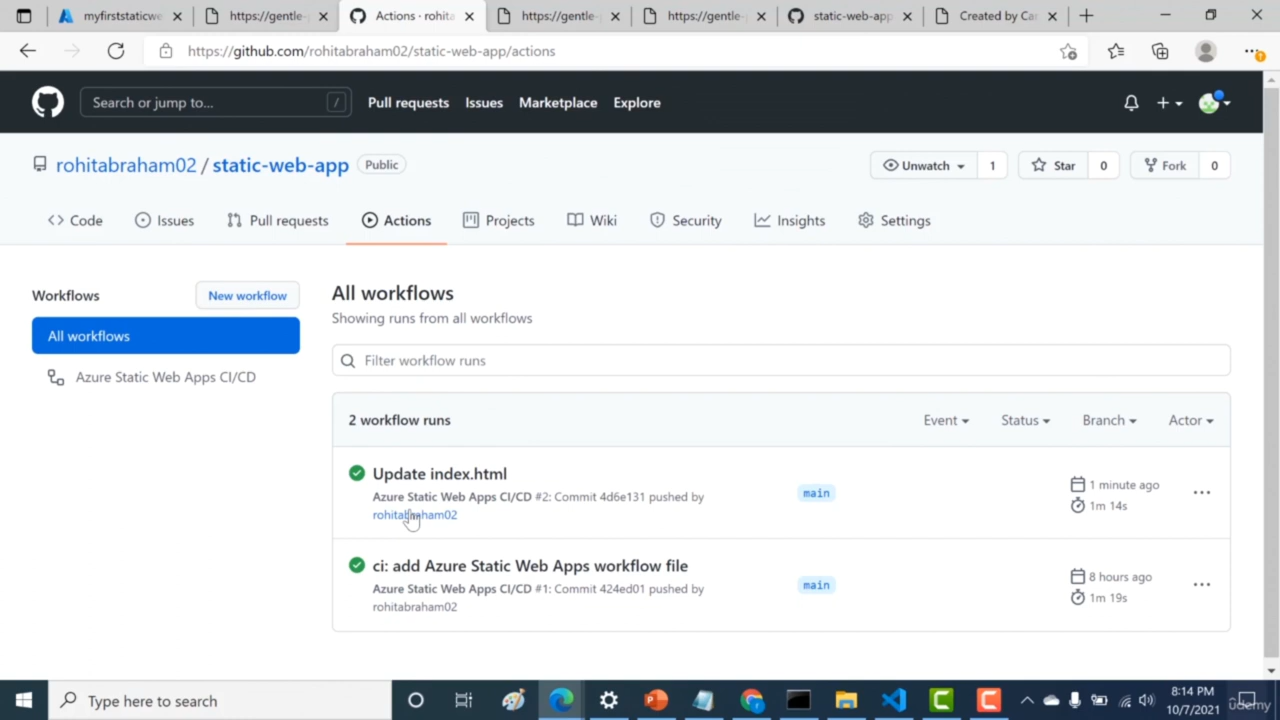 myfirststaticwe
https://gentle-
Actions · rohita
https://gentle-
https://gentle-
static-web-app
Created by Ca
https://github.com/rohitabraham02/static-web-app/actions
Search or jump to...
/
Pull requests
Issues
Marketplace
Explore
rohitabraham02 / static-web-app
Public
Unwatch
1
Star
0
Fork
0
Code
Issues
Pull requests
Actions
Projects
Wiki
Security
Insights
Settings
Workflows
New workflow
All workflows
Azure Static Web Apps CI/CD
All workflows
Showing runs from all workflows
Filter workflow runs
2 workflow runs
Event
Status
Branch
Actor
Update index.html
Azure Static Web Apps CI/CD #2: Commit 4d6e131 pushed by
rohitabraham02
main
1 minute ago
1m 14s
ci: add Azure Static Web Apps workflow file
Azure Static Web Apps CI/CD #1: Commit 424ed01 pushed by
rohitabraham02
main
8 hours ago
1m 19s
Type here to search
8:14 PM
10/7/2021
udemy